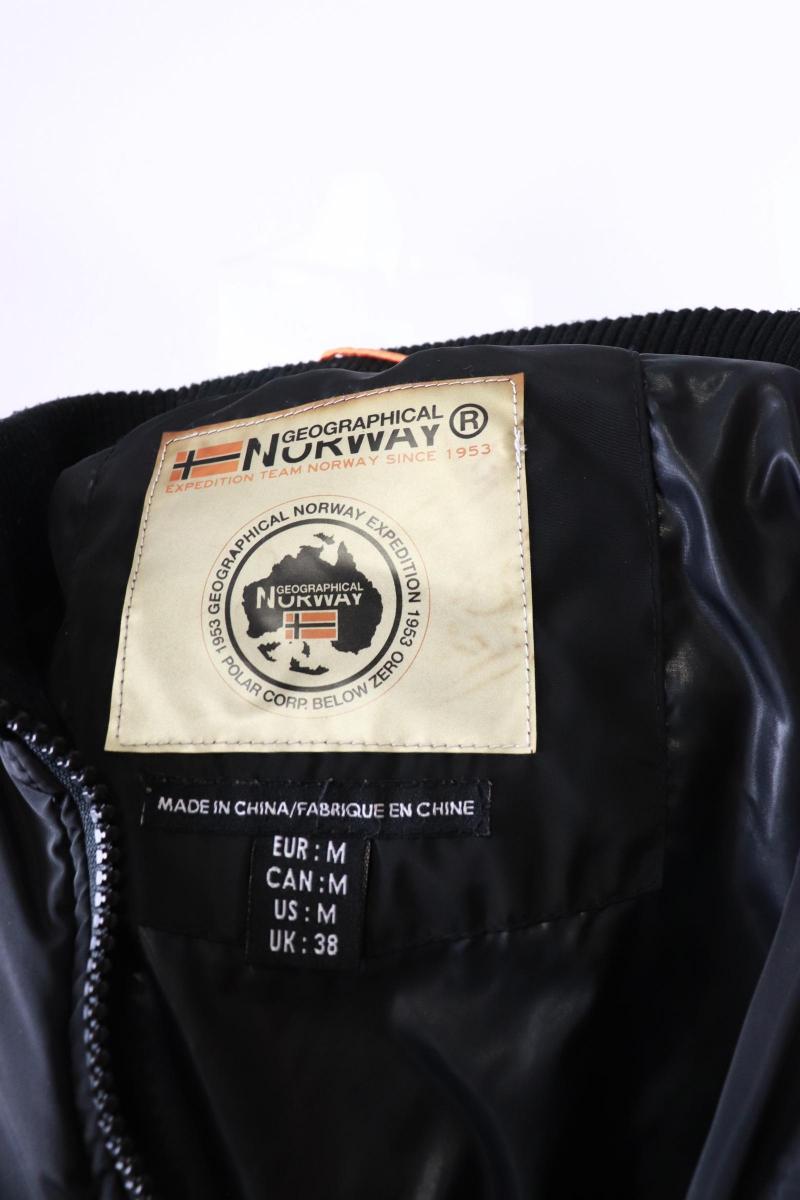 GEOGRAPHICAL
NORWAY®
EXPEDITION TEAM NORWAY SINCE 1953
1953 GEOGRAPHICAL NORWAY EXPEDITION 1953
POLAR CORP. BELOW ZERO
GEOGRAPHICAL
NORWAY
MADE IN CHINA/FABRIQUE EN CHINE
EUR : M
CAN : M
US : M
UK : 38